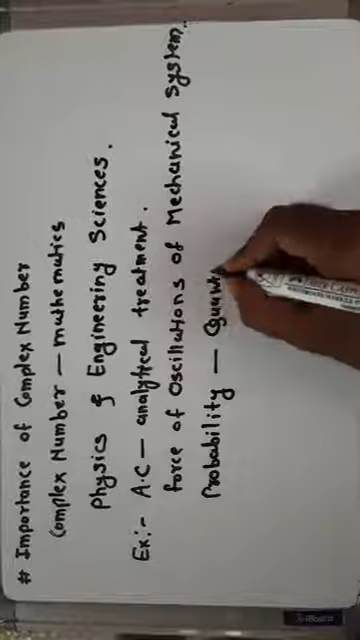 # Importance of Complex Number
Complex Number – mathematics
Physics & Engineering Sciences.
Ex:- A.C – analytical treatment.
force of Oscillations of Mechanical System.
Probability – Quant